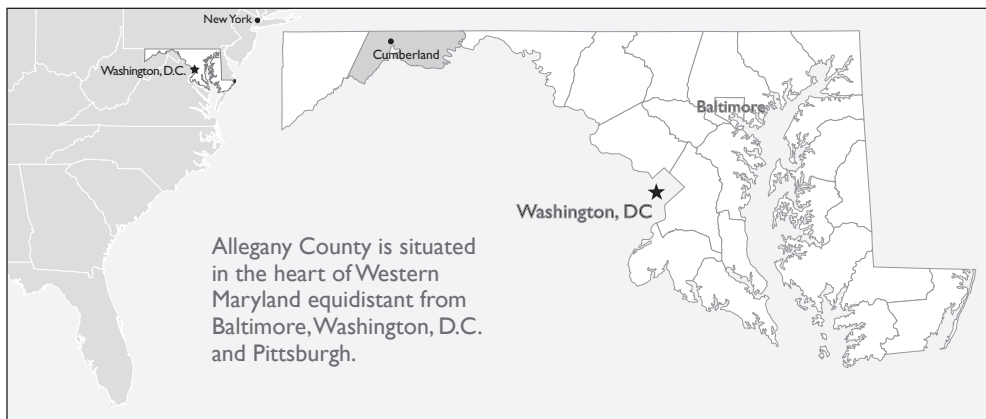 New York
Washington, D.C.
Cumberland
Baltimore
Washington, DC
Allegany County is situated
in the heart of Western
Maryland equidistant from
Baltimore, Washington, D.C.
and Pittsburgh.